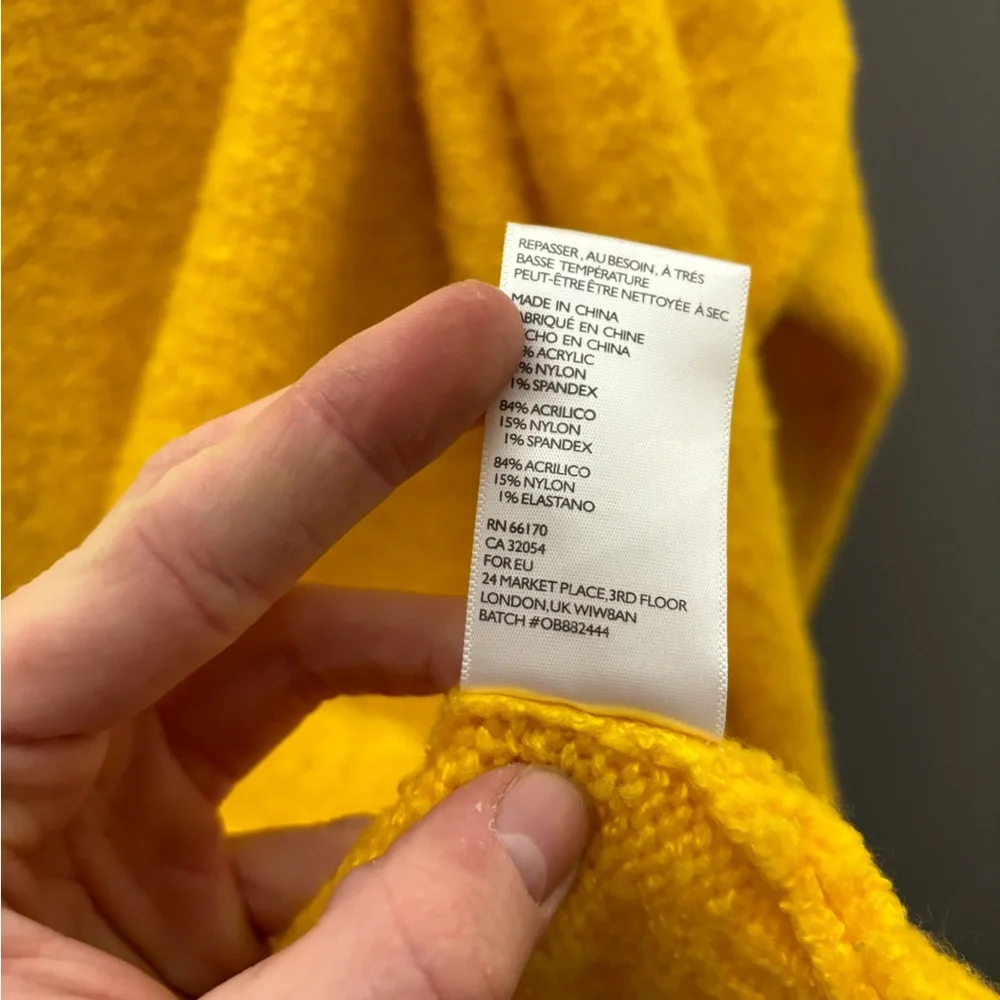 REPASSER, AU BESOIN, À TRÉS
BASSE TEMPÉRATURE
PEUT-ÊTRE ÊTRE NETTOYÉE À SEC
MADE IN CHINA
ABRIQUÉ EN CHINE
CHO EN CHINA
% ACRYLIC
% NYLON
1% SPANDEX
84% ACRILICO
15% NYLON
1% SPANDEX
84% ACRILICO
15% NYLON
1% ELASTANO
RN 66170
CA 32054
FOR EU
24 MARKET PLACE,3RD FLOOR
LONDON,UK WIW8AN
BATCH #OB882444